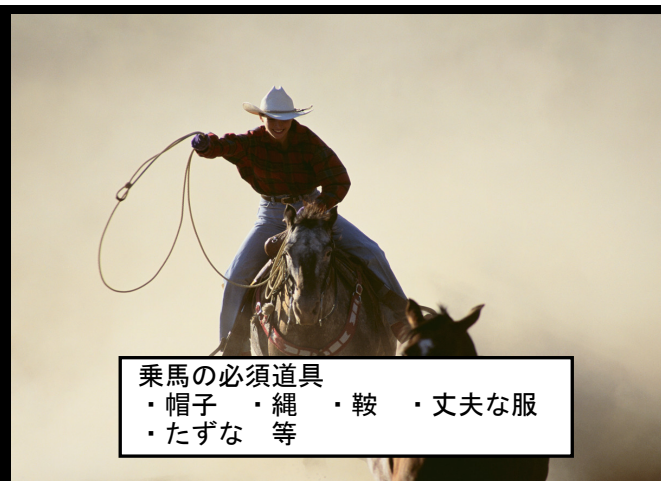 乗馬の必須道具
・帽子　・縄　・鞍　・丈夫な服
・たずな　等